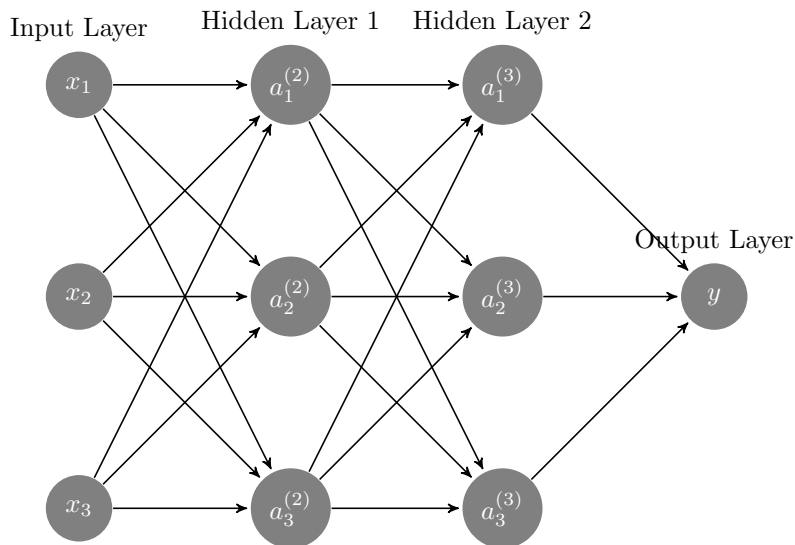 Input Layer
Hidden Layer 1
Hidden Layer 2
x₁
a₁⁽²⁾
a₁⁽³⁾
Output Layer
x₂
a₂⁽²⁾
a₂⁽³⁾
y
x₃
a₃⁽²⁾
a₃⁽³⁾